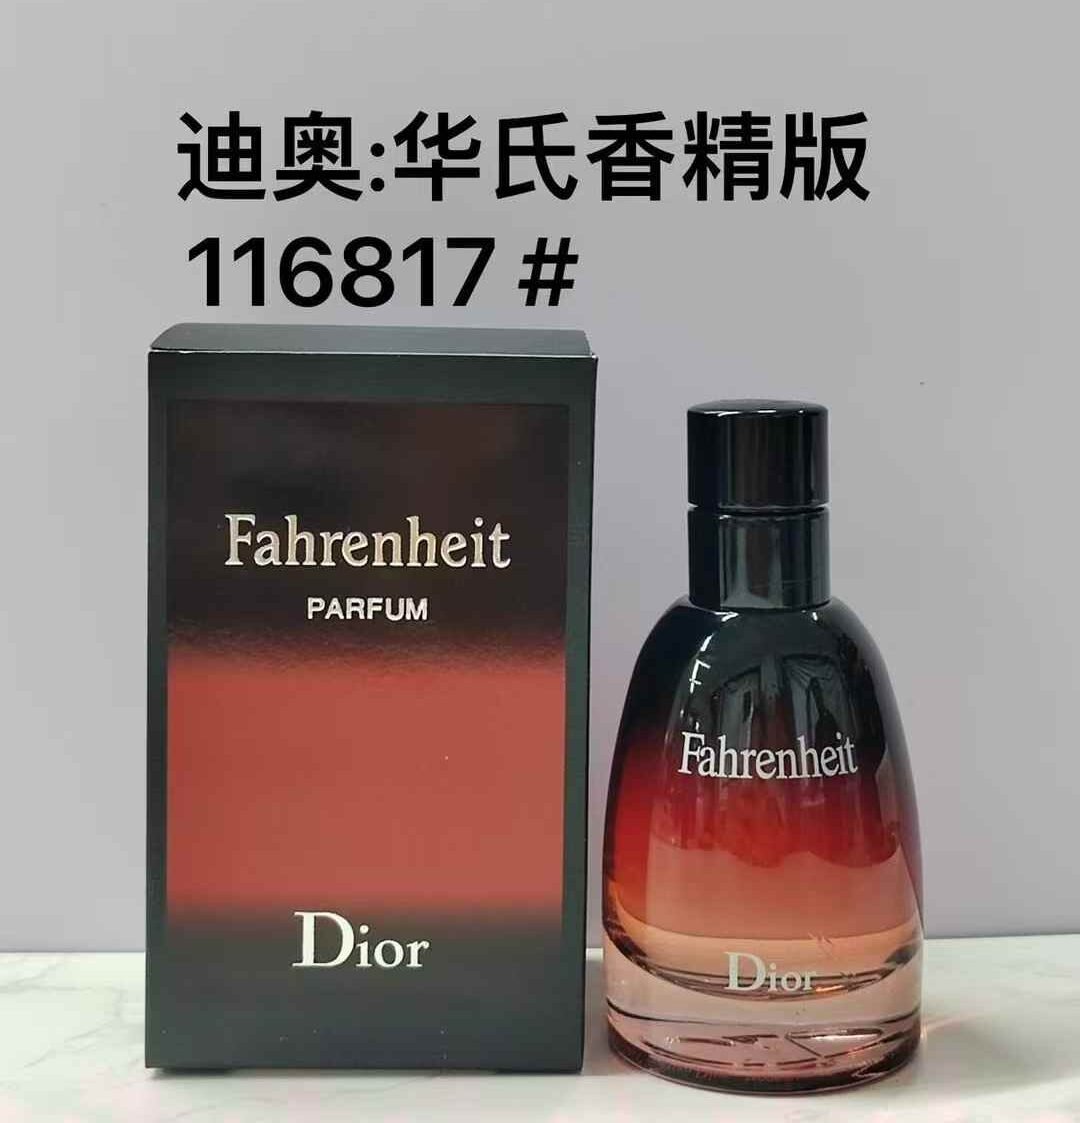 迪奥:华氏香精版
116817#
Fahrenheit
PARFUM
Dior
Fahrenheit
Dior